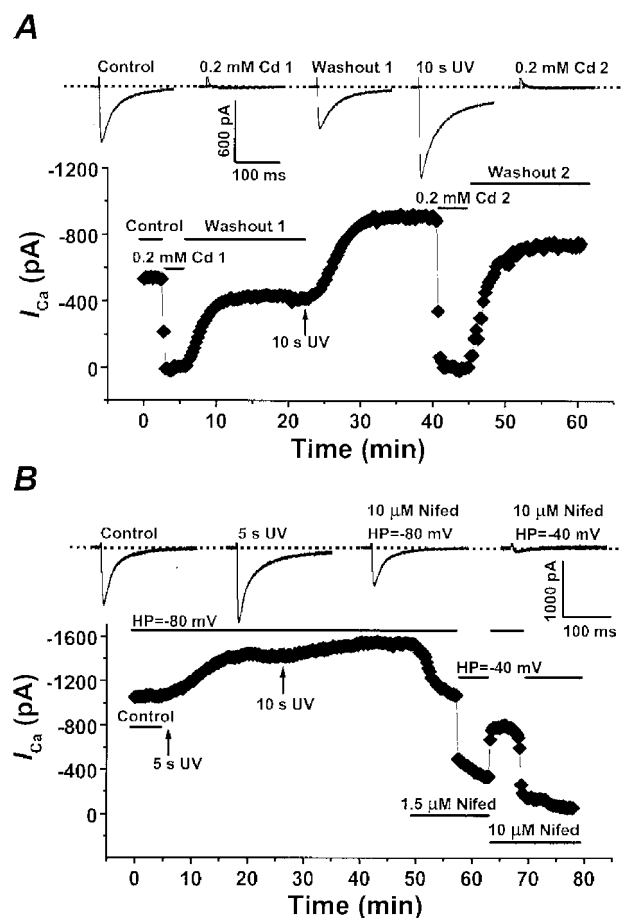 A
Control
0.2 mM Cd 1
Washout 1
10 s UV
0.2 mM Cd 2
600 pA
100 ms
-1200
-800
-400
0
I Ca (pA)
Control
Washout 1
0.2 mM Cd 1
10 s UV
0.2 mM Cd 2
Washout 2
0 10 20 30 40 50 60
Time (min)
B
Control
5 s UV
10 μM Nifed
HP=-80 mV
10 μM Nifed
HP=-40 mV
1000 pA
100 ms
-1600
-1200
-800
-400
0
I Ca (pA)
HP=-80 mV
HP=-40 mV
Control
5 s UV
10 s UV
1.5 μM Nifed
10 μM Nifed
0 10 20 30 40 50 60 70 80
Time (min)